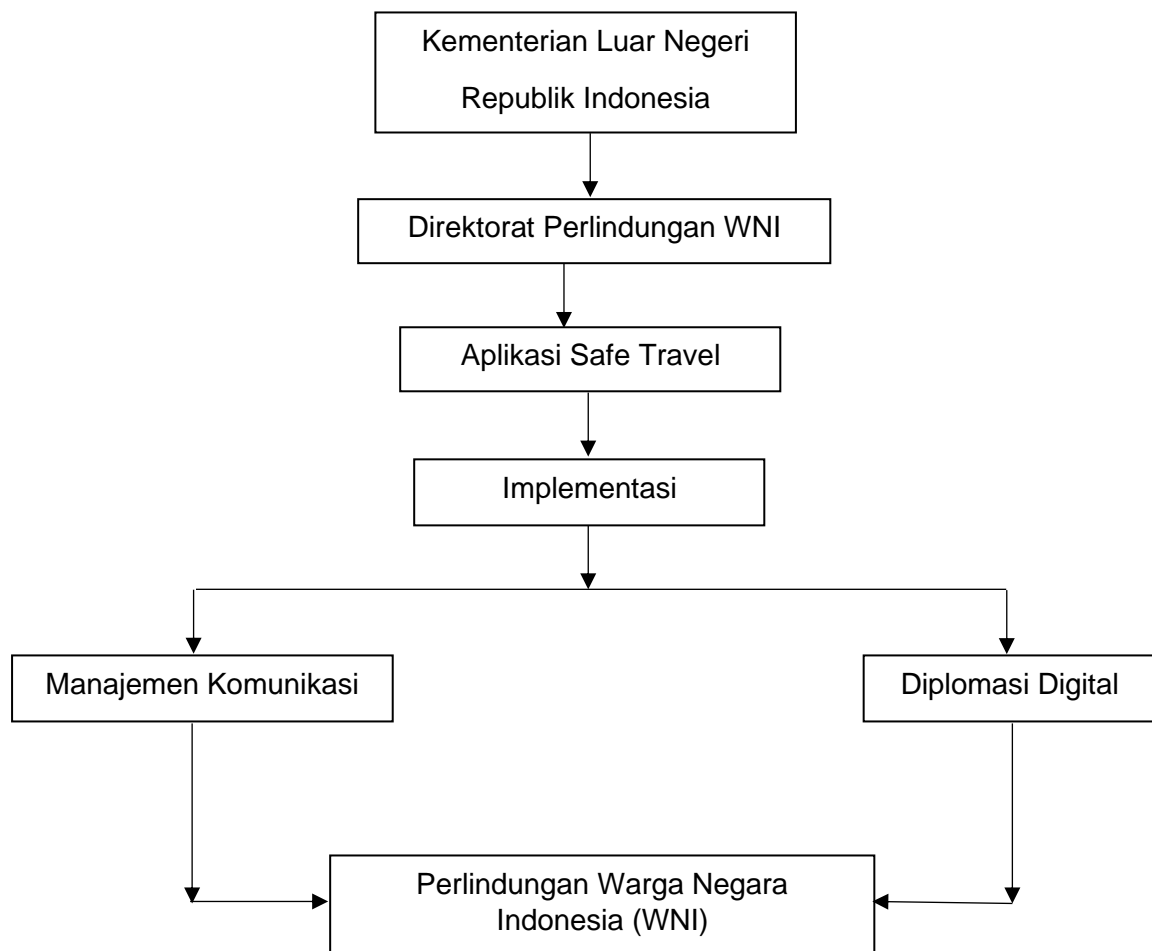 Kementerian Luar Negeri
Republik Indonesia
Direktorat Perlindungan WNI
Aplikasi Safe Travel
Implementasi
Manajemen Komunikasi
Diplomasi Digital
Perlindungan Warga Negara
Indonesia (WNI)